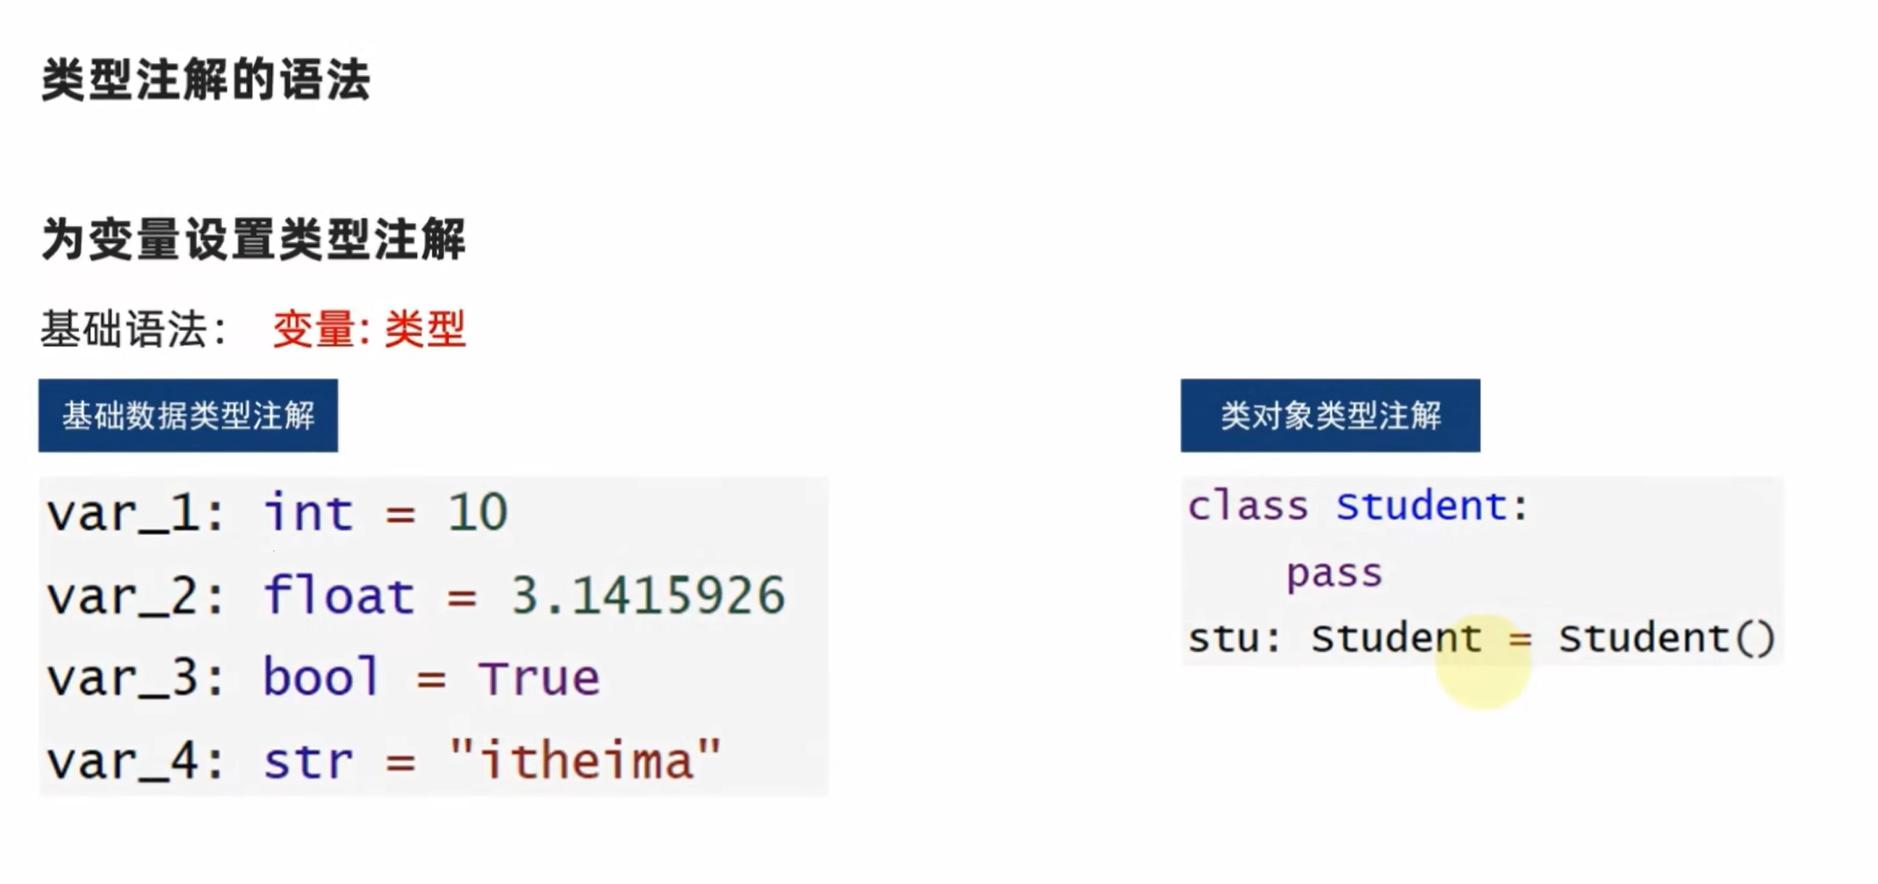 类型注解的语法
为变量设置类型注解
基础语法： 变量: 类型
基础数据类型注解
var_1: int = 10
var_2: float = 3.1415926
var_3: bool = True
var_4: str = "itheima"
类对象类型注解
class Student:
    pass
stu: Student = Student()